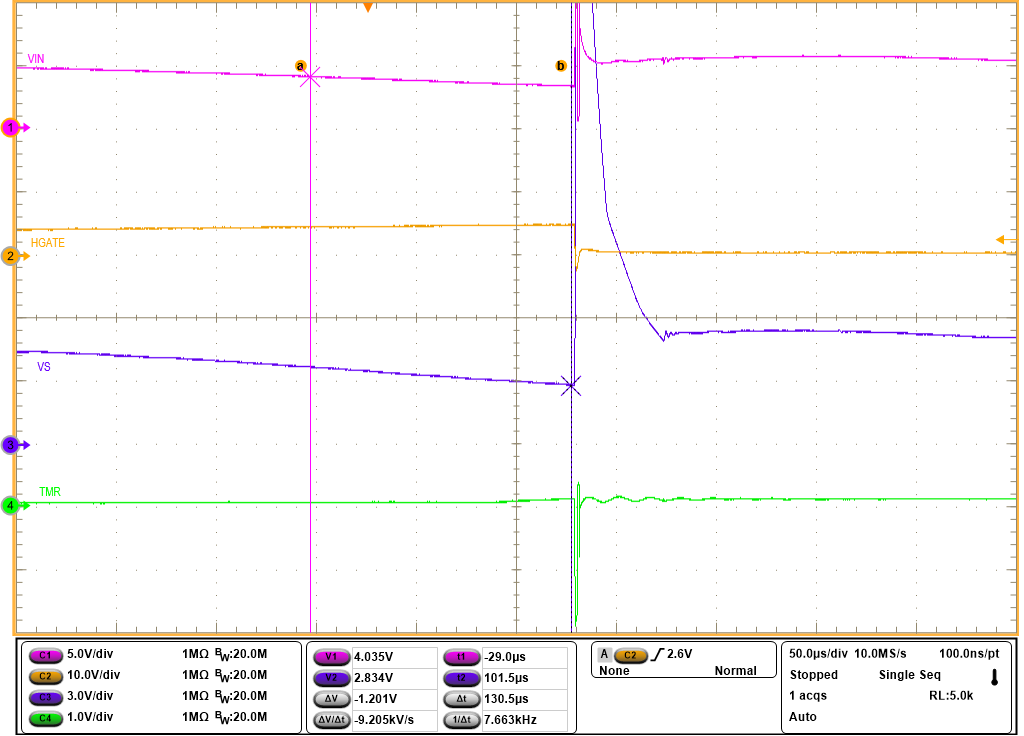 VIN
a
b
1
HGATE
2
VS
3
TMR
4
C1 5.0V/div 1MΩ BW:20.0M
C2 10.0V/div 1MΩ BW:20.0M
C3 3.0V/div 1MΩ BW:20.0M
C4 1.0V/div 1MΩ BW:20.0M
V1 4.035V t1 -29.0µs
V2 2.834V t2 101.5µs
ΔV -1.201V Δt 130.5µs
ΔV/Δt -9.205kV/s 1/Δt 7.663kHz
A C2 2.6V
None Normal
50.0µs/div 10.0MS/s 100.0ns/pt
Stopped Single Seq
1 acqs RL:5.0k
Auto